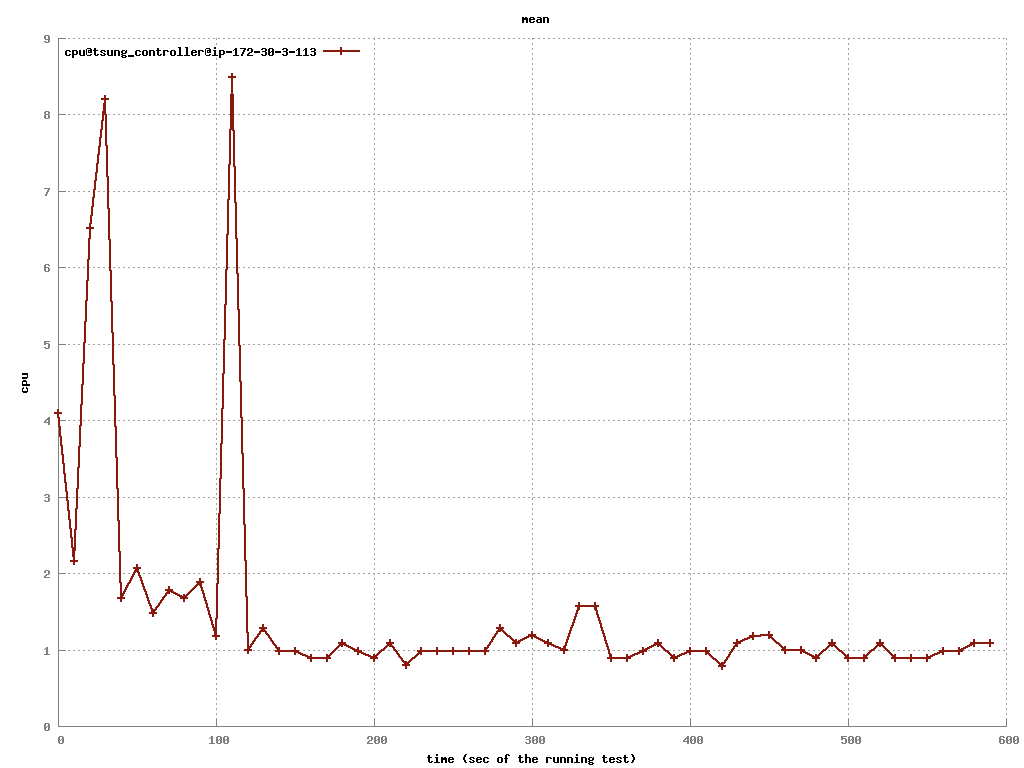 mean
9
cpu@tsung_controller@ip-172-30-3-113
8
7
6
5
cpu
4
3
2
1
0
0 100 200 300 400 500 600
time (sec of the running test)